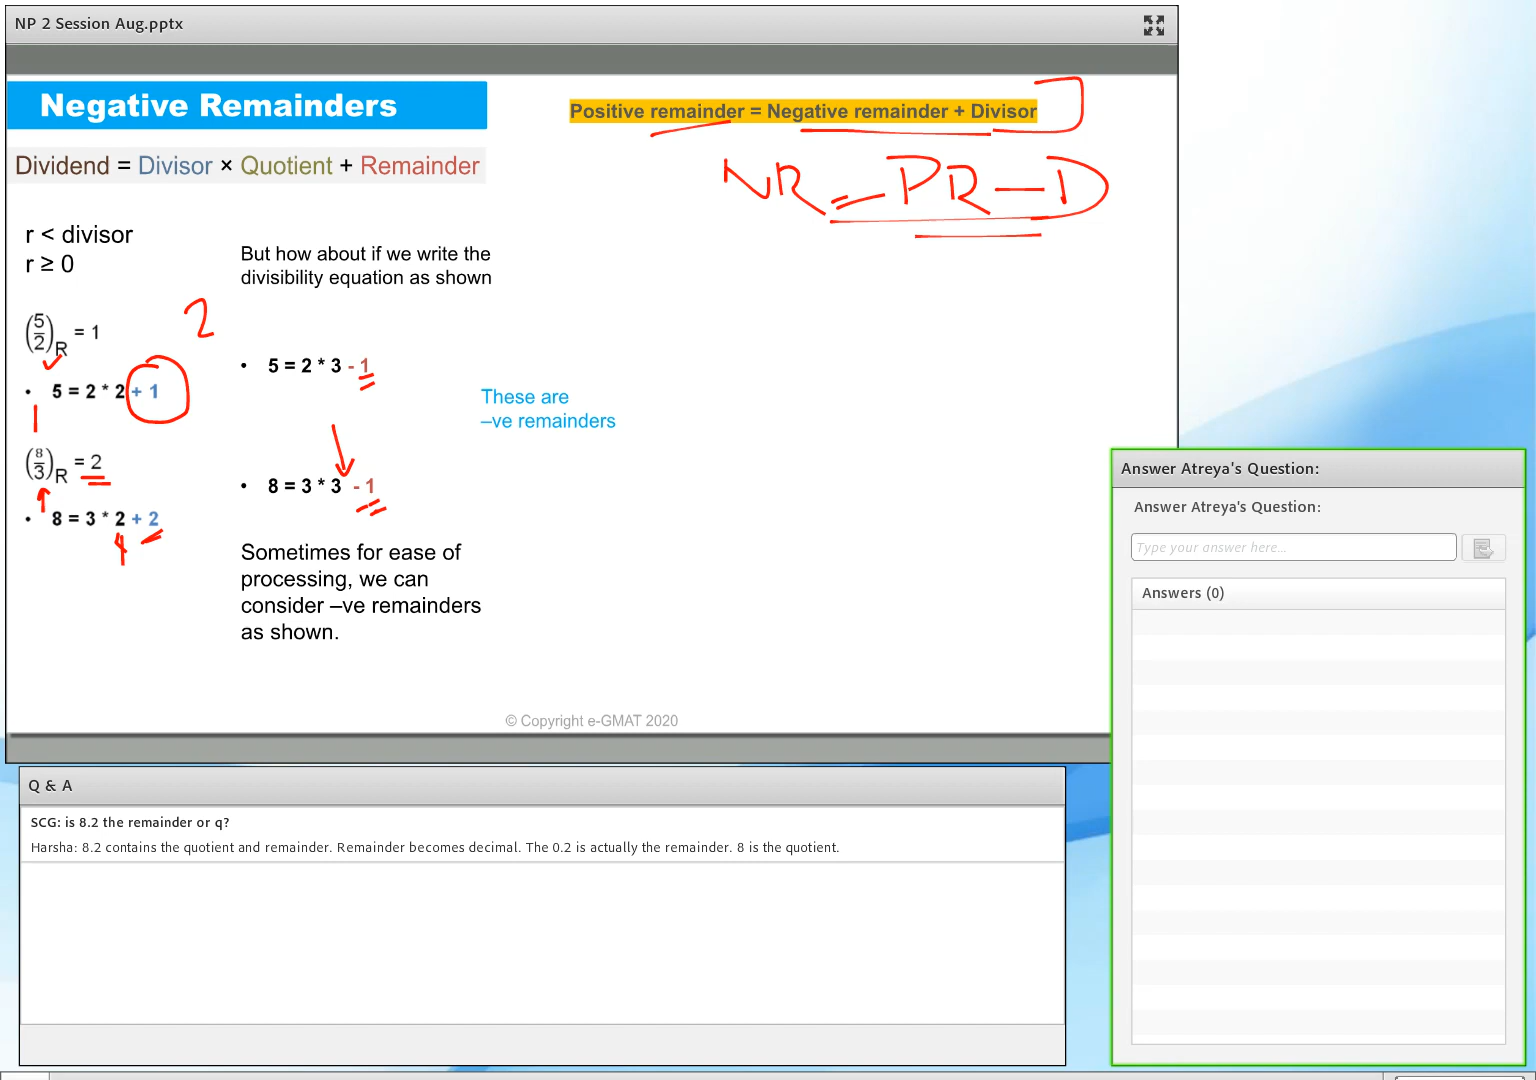 NP 2 Session Aug.pptx
Negative Remainders
Positive remainder = Negative remainder + Divisor
Dividend = Divisor × Quotient + Remainder
NR = PR — D
r < divisor
r ≥ 0
But how about if we write the
divisibility equation as shown
2
(5/2)R = 1
• 5 = 2 * 3 - 1
• 5 = 2 * 2 + 1
These are
–ve remainders
(8/3)R = 2
• 8 = 3 * 3 - 1
• 8 = 3 * 2 + 2
Sometimes for ease of
processing, we can
consider –ve remainders
as shown.
© Copyright e-GMAT 2020
Answer Atreya's Question:
Answer Atreya's Question:
Type your answer here...
Answers (0)
Q & A
SCG: is 8.2 the remainder or q?
Harsha: 8.2 contains the quotient and remainder. Remainder becomes decimal. The 0.2 is actually the remainder. 8 is the quotient.